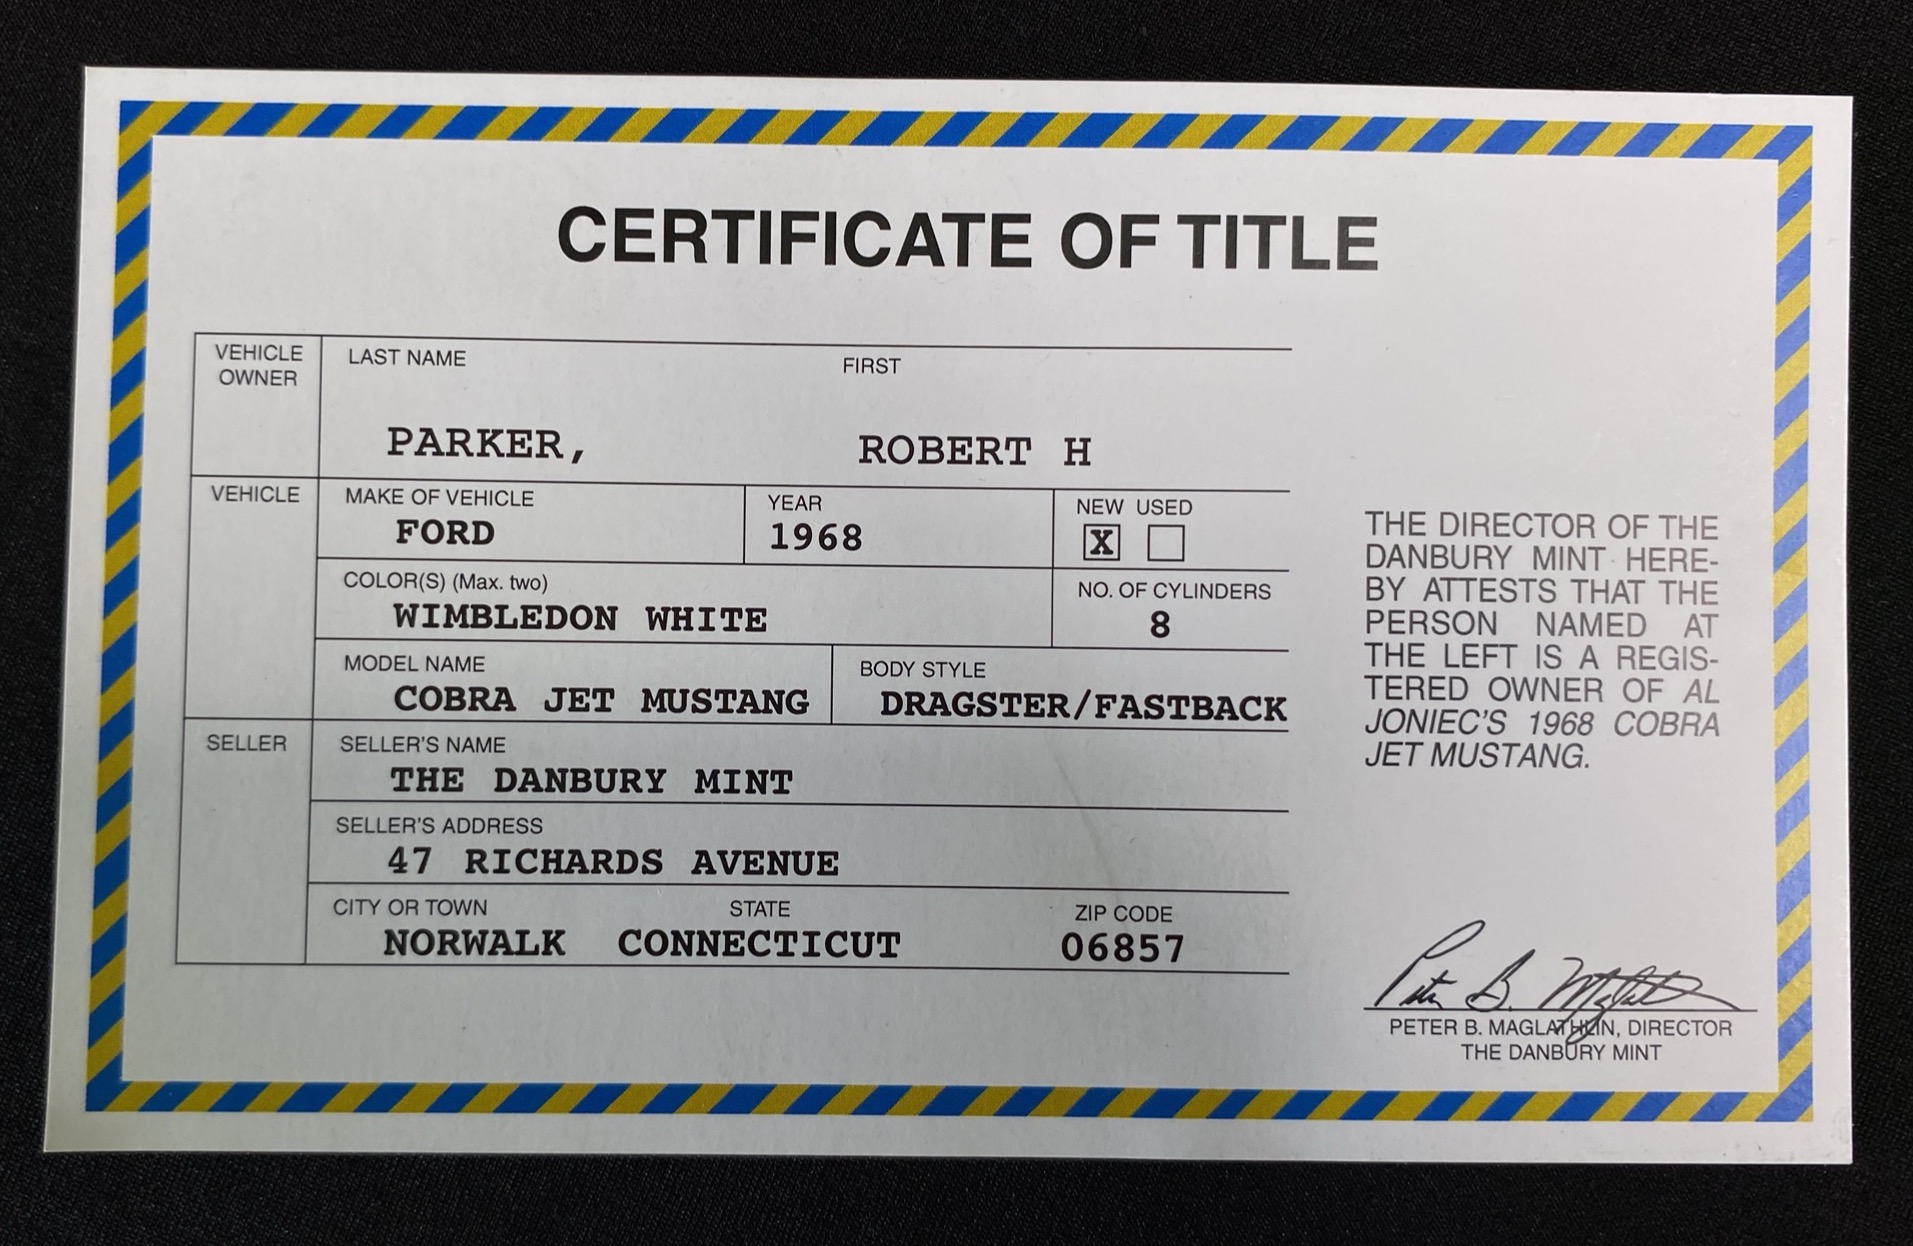 CERTIFICATE OF TITLE
VEHICLE OWNER
LAST NAME FIRST
PARKER, ROBERT H
VEHICLE
MAKE OF VEHICLE YEAR NEW USED
FORD 1968 X
COLOR(S) (Max. two) NO. OF CYLINDERS
WIMBLEDON WHITE 8
MODEL NAME BODY STYLE
COBRA JET MUSTANG DRAGSTER/FASTBACK
SELLER
SELLER'S NAME
THE DANBURY MINT
SELLER'S ADDRESS
47 RICHARDS AVENUE
CITY OR TOWN STATE ZIP CODE
NORWALK CONNECTICUT 06857
THE DIRECTOR OF THE
DANBURY MINT HERE-
BY ATTESTS THAT THE
PERSON NAMED AT
THE LEFT IS A REGIS-
TERED OWNER OF AL
JONIEC'S 1968 COBRA
JET MUSTANG.
Peter B. Maglathlin
PETER B. MAGLATHLIN, DIRECTOR
THE DANBURY MINT